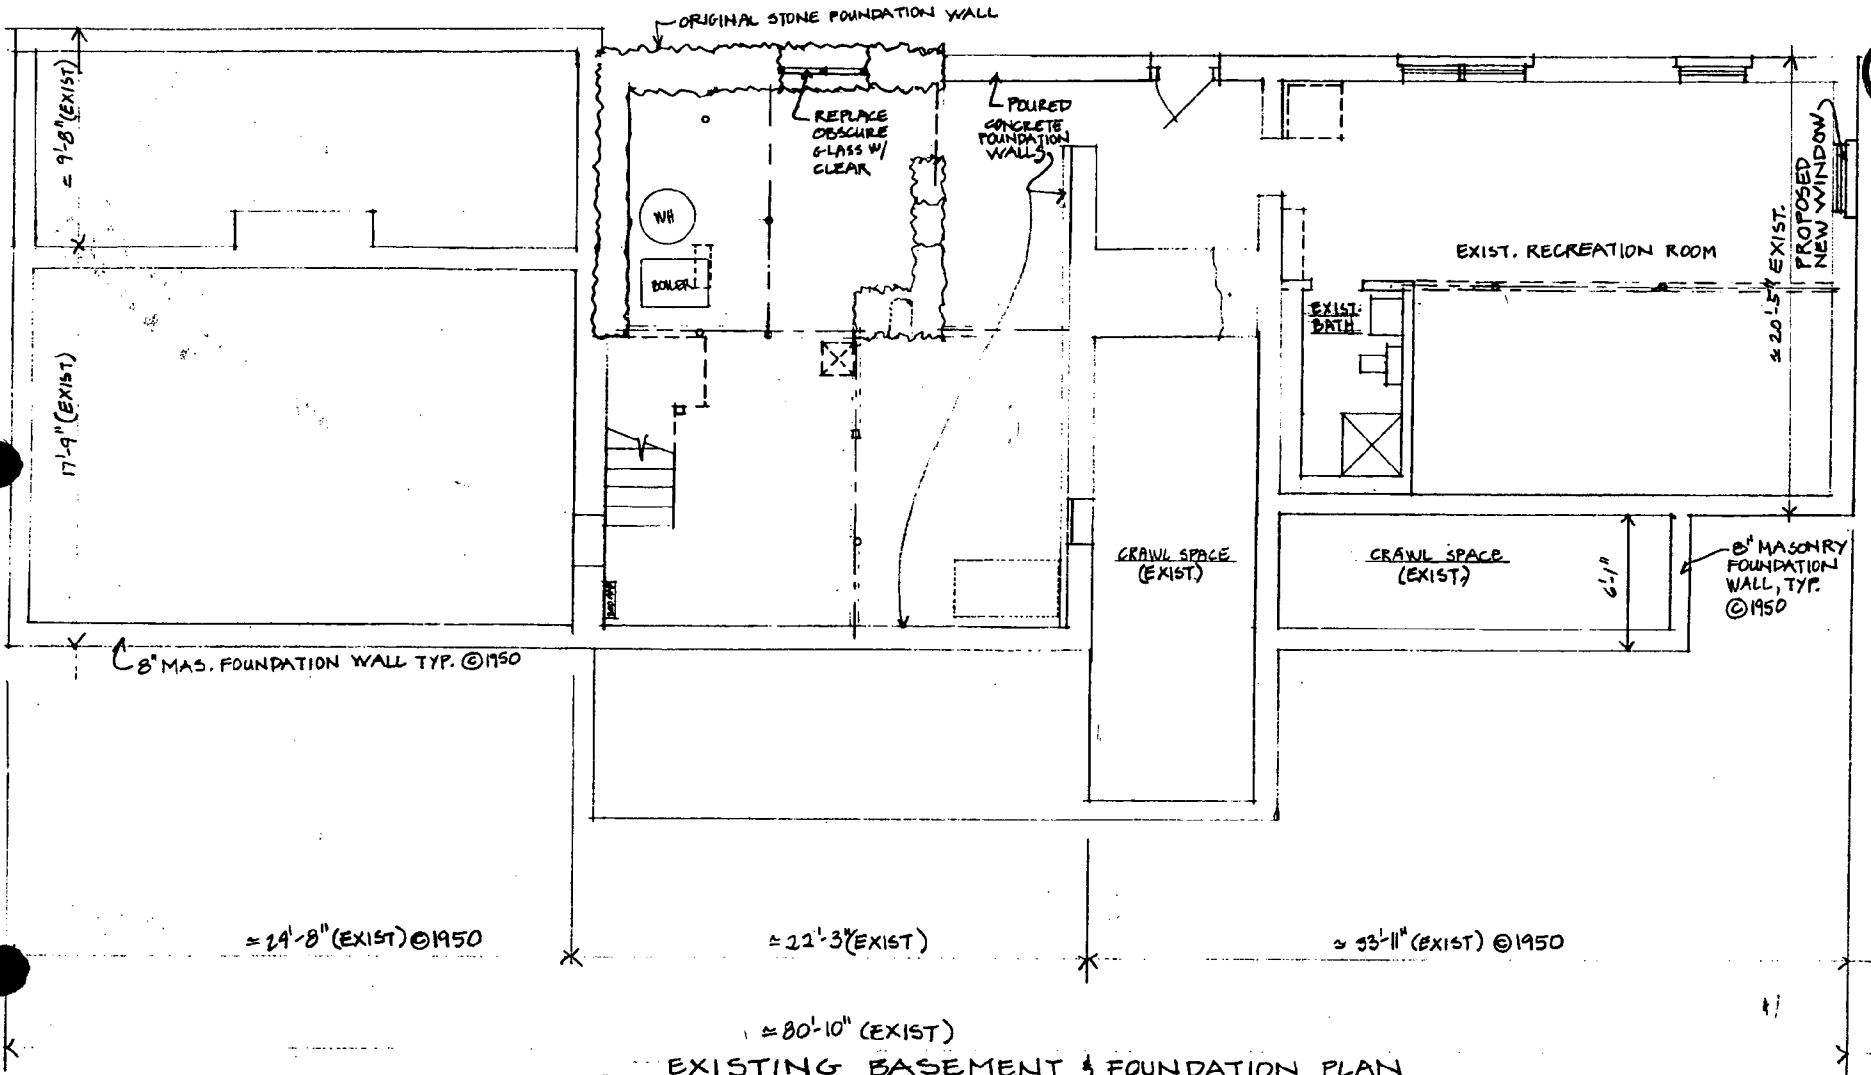 ORIGINAL STONE FOUNDATION WALL
≈ 9'-8" (EXIST)
REPLACE
OBSCURE
GLASS W/
CLEAR
POURED
CONCRETE
FOUNDATION
WALLS
PROPOSED
NEW WINDOW
WH
BOILER
EXIST. RECREATION ROOM
≈ 20'-5" EXIST.
EXIST.
BATH
17'-9" (EXIST)
CRAWL SPACE
(EXIST.)
CRAWL SPACE
(EXIST.)
6'-1"
8" MASONRY
FOUNDATION
WALL, TYP.
©1950
8" MAS. FOUNDATION WALL TYP. ©1950
≈ 24'-8" (EXIST) ©1950
≈ 22'-3" (EXIST)
≈ 33'-11" (EXIST) ©1950
≈ 80'-10" (EXIST)
EXISTING BASEMENT & FOUNDATION PLAN